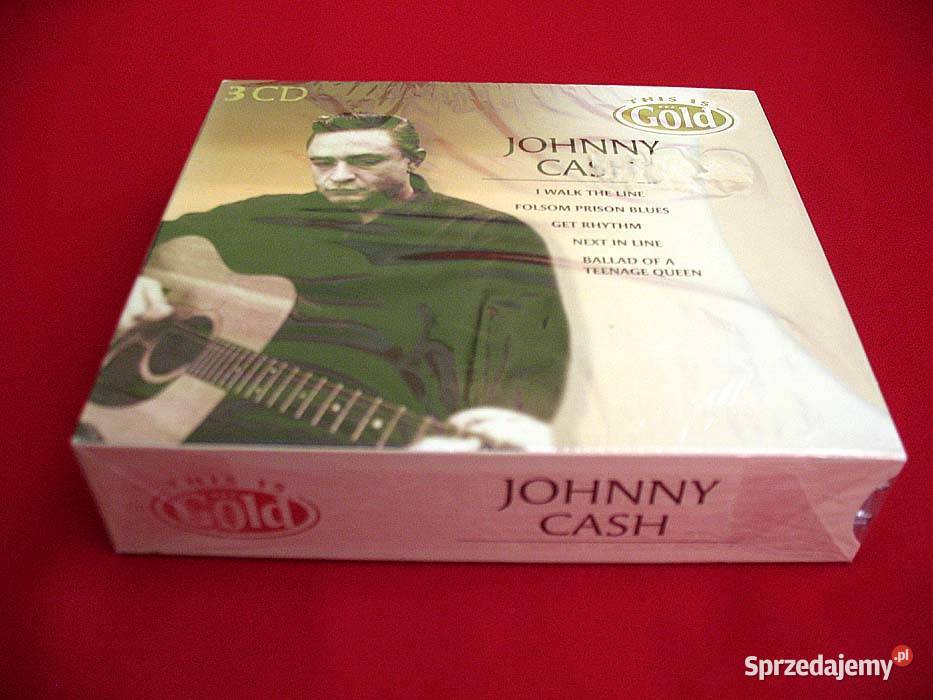 3 CD
THIS IS
Gold
JOHNNY
CASH
I WALK THE LINE
FOLSOM PRISON BLUES
GET RHYTHM
NEXT IN LINE
BALLAD OF A
TEENAGE QUEEN
THIS IS
Gold
JOHNNY
CASH
Sprzedajemy.pl